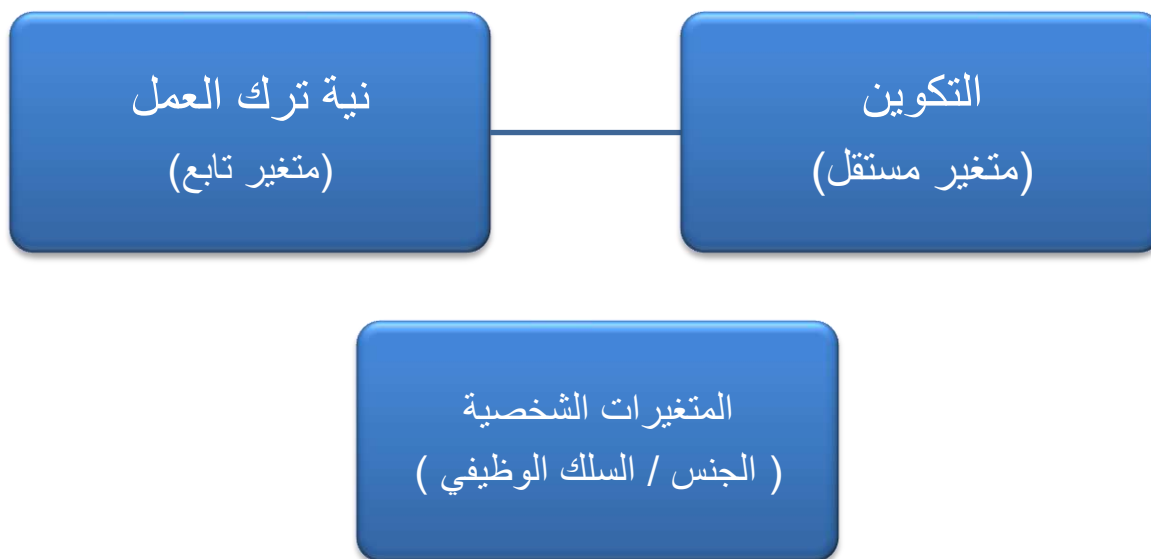 التكوين
(متغير مستقل)
نية ترك العمل
(متغير تابع)
المتغيرات الشخصية
( الجنس / السلك الوظيفي )